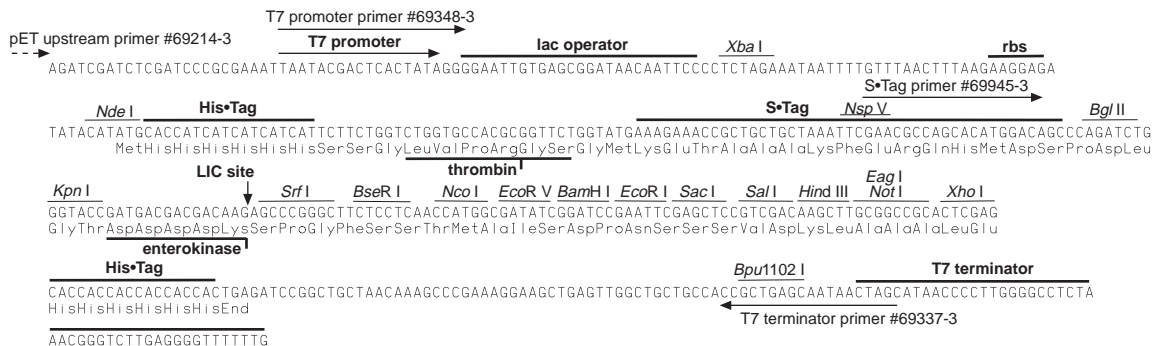 T7 promoter primer #69348-3
pET upstream primer #69214-3
T7 promoter
lac operator
Xba I
rbs
AGATCGATCTCGATCCCGCGAAATTAATACGACTCACTATAGGGGAATTGTGAGCGGATAACAATTCCCCTCTAGAAATAATTTTGTTTAACTTTAAGAAGGAGA
S•Tag primer #69945-3
Nde I
His•Tag
S•Tag
Nsp V
Bgl II
TATACATATGCACCATCATCATCATCATTCTTCTGGTCTGGTGCCACGCGGTTCTGGTATGAAAGAAACCGCTGCTGCTAAATTCGAACGCCAGCACATGGACAGCCCAGATCTG
MetHisHisHisHisHisHisSerSerGlyLeuValProArgGlySerGlyMetLysGluThrAlaAlaAlaLysPheGluArgGlnHisMetAspSerProAspLeu
thrombin
LIC site
Kpn I
Srf I
BseR I
Nco I
EcoR V
BamH I
EcoR I
Sac I
Sal I
Hind III
Eag I
Not I
Xho I
GGTACCGATGACGACGACAAGAGCCCGGGCTTCTCCTCAACCATGGCGATATCGGATCCGAATTCGAGCTCCGTCGACAAGCTTGCGGCCGCACTCGAG
GlyThrAspAspAspAspLysSerProGlyPheSerSerThrMetAlaIleSerAspProAsnSerSerSerValAspLysLeuAlaAlaAlaLeuGlu
enterokinase
His•Tag
Bpu1102 I
T7 terminator
CACCACCACCACCACCACTGAGATCCGGCTGCTAACAAAGCCCGAAAGGAAGCTGAGTTGGCTGCTGCCACCGCTGAGCAATAACTAGCATAACCCCTTGGGGCCTCTA
HisHisHisHisHisHisEnd
T7 terminator primer #69337-3
AACGGGTCTTGAGGGGTTTTTTG